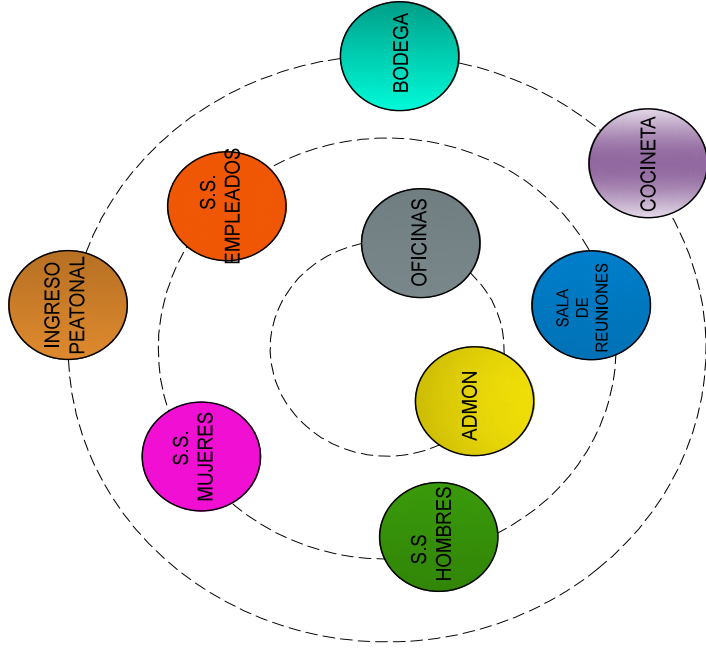 INGRESO
PEATONAL
S.S.
MUJERES
S.S.
EMPLEADOS
BODEGA
OFICINAS
S.S
HOMBRES
ADMON
SALA
DE
REUNIONES
COCINETA